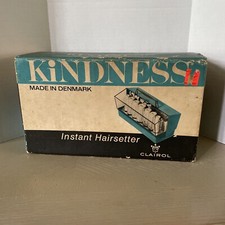 KiNDNESS
MADE IN DENMARK
Instant Hairsetter
CLAIROL